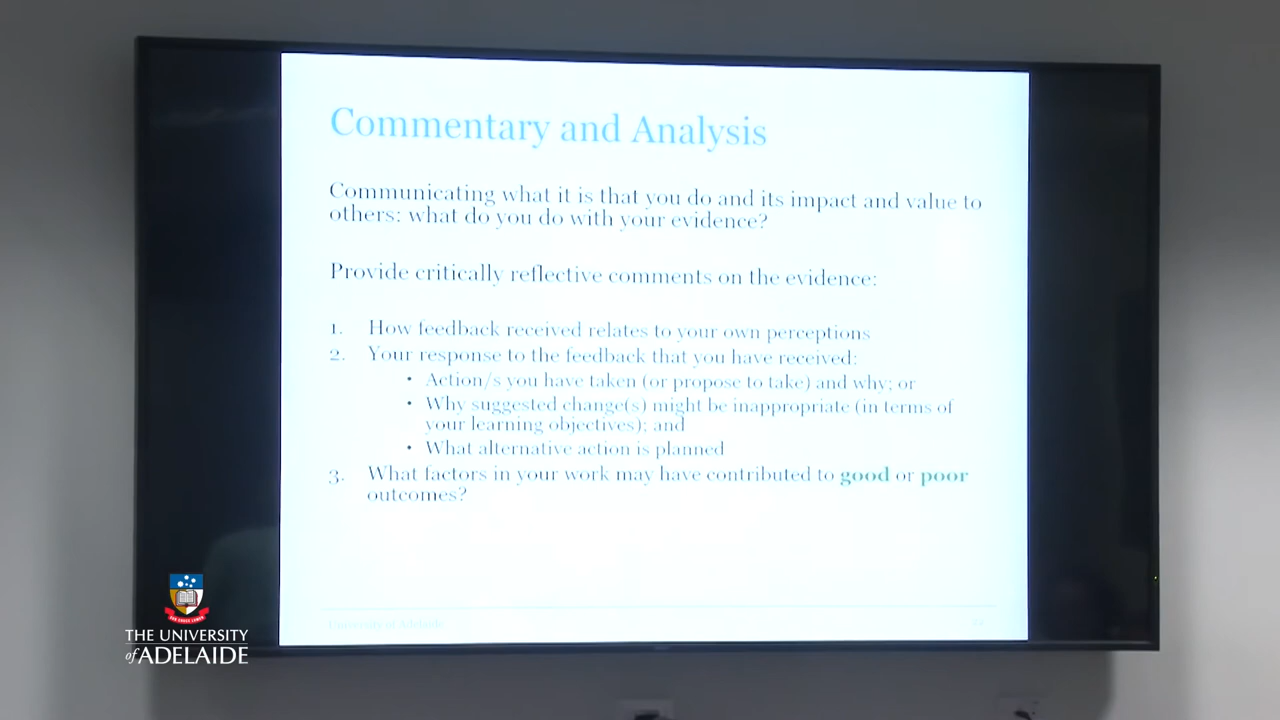 Commentary and Analysis
Communicating what it is that you do and its impact and value to
others: what do you do with your evidence?
Provide critically reflective comments on the evidence:
1. How feedback received relates to your own perceptions
2. Your response to the feedback that you have received:
• Action/s you have taken (or propose to take) and why; or
• Why suggested change(s) might be inappropriate (in terms of
your learning objectives); and
• What alternative action is planned
3. What factors in your work may have contributed to good or poor
outcomes?
University of Adelaide
THE UNIVERSITY
of ADELAIDE